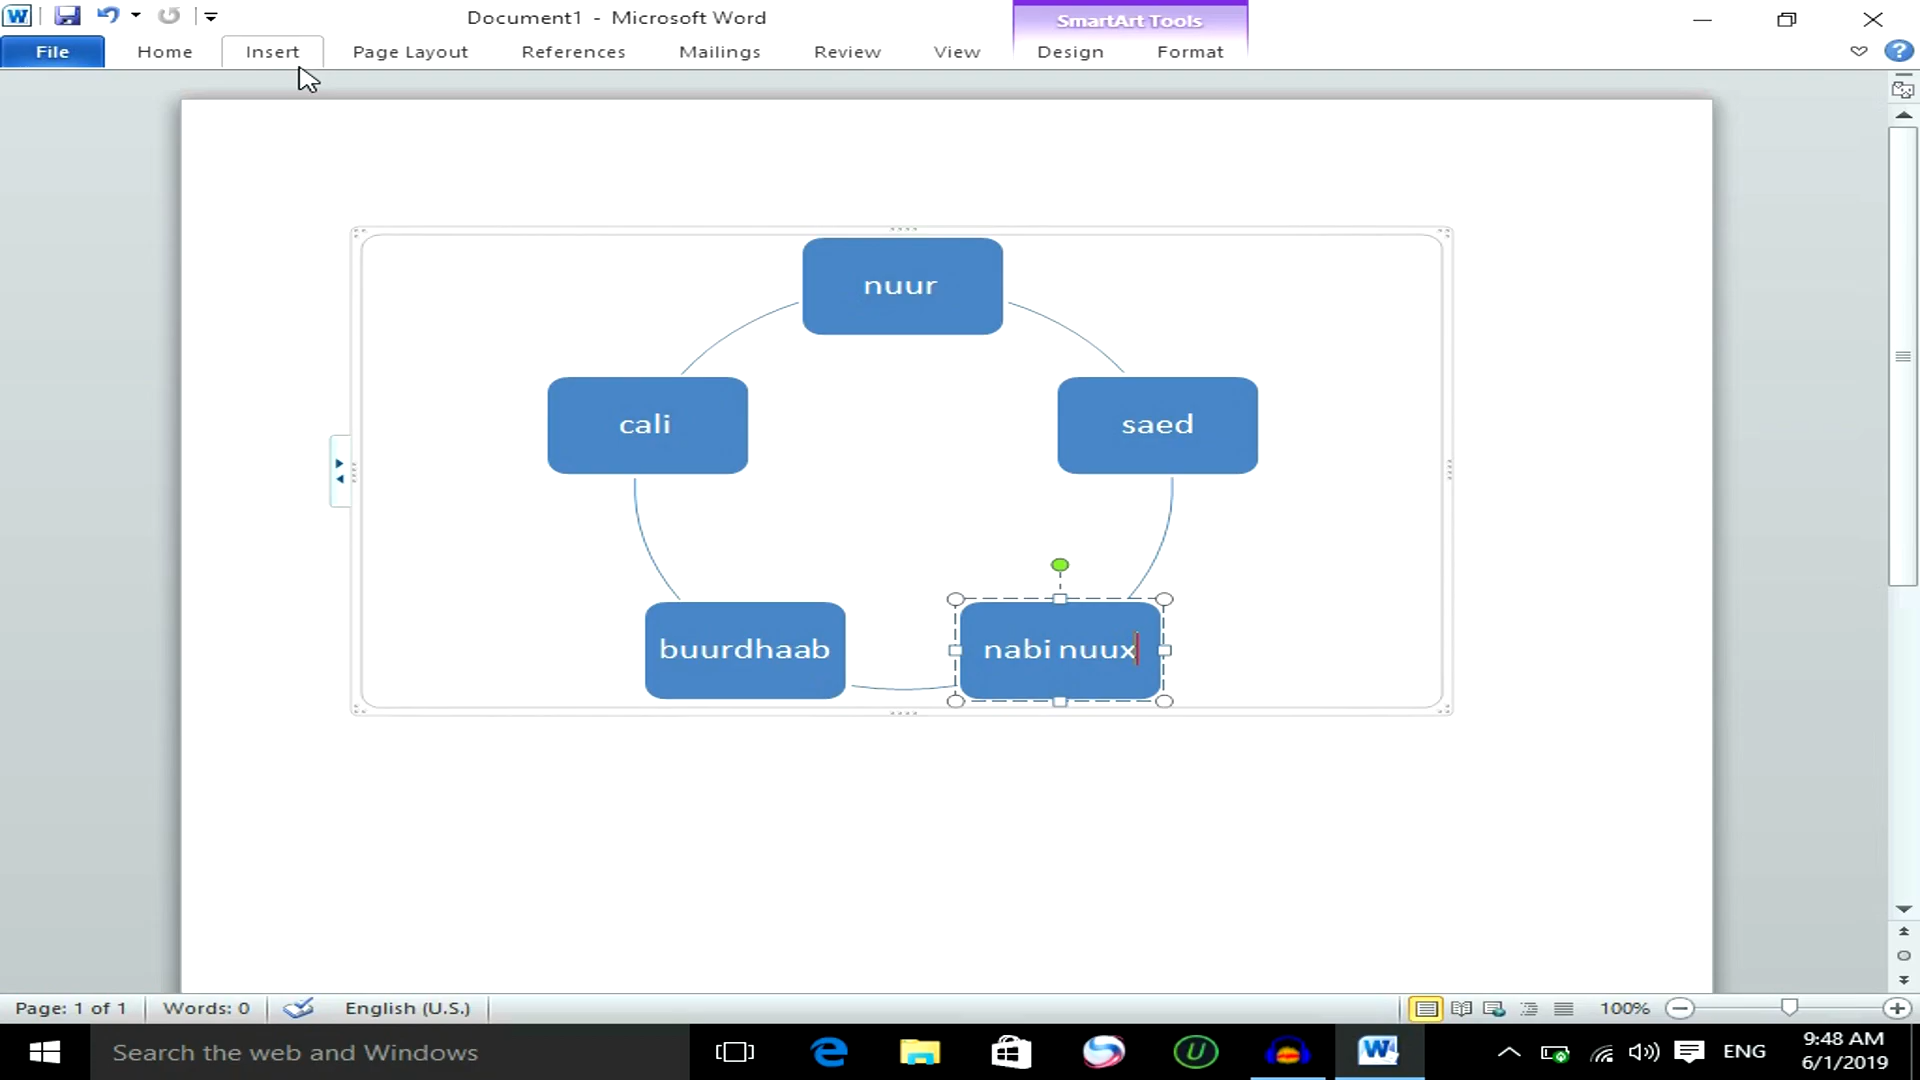 Document1 - Microsoft Word
SmartArt Tools
File Home Insert Page Layout References Mailings Review View Design Format
nuur
cali
saed
buurdhaab
nabi nuux
Page: 1 of 1 Words: 0 English (U.S.) 100%
Search the web and Windows
ENG
9:48 AM
6/1/2019